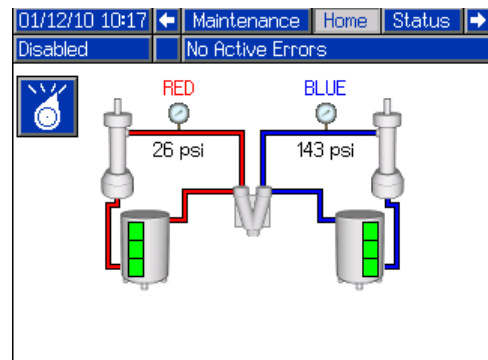 01/12/10 10:17 Maintenance Home Status
Disabled No Active Errors
RED BLUE
26 psi 143 psi